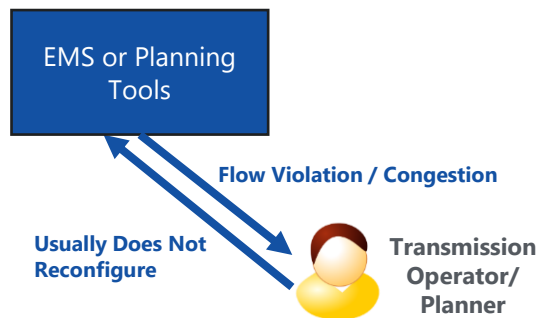 EMS or Planning
Tools
Flow Violation / Congestion
Usually Does Not
Reconfigure
Transmission
Operator/
Planner